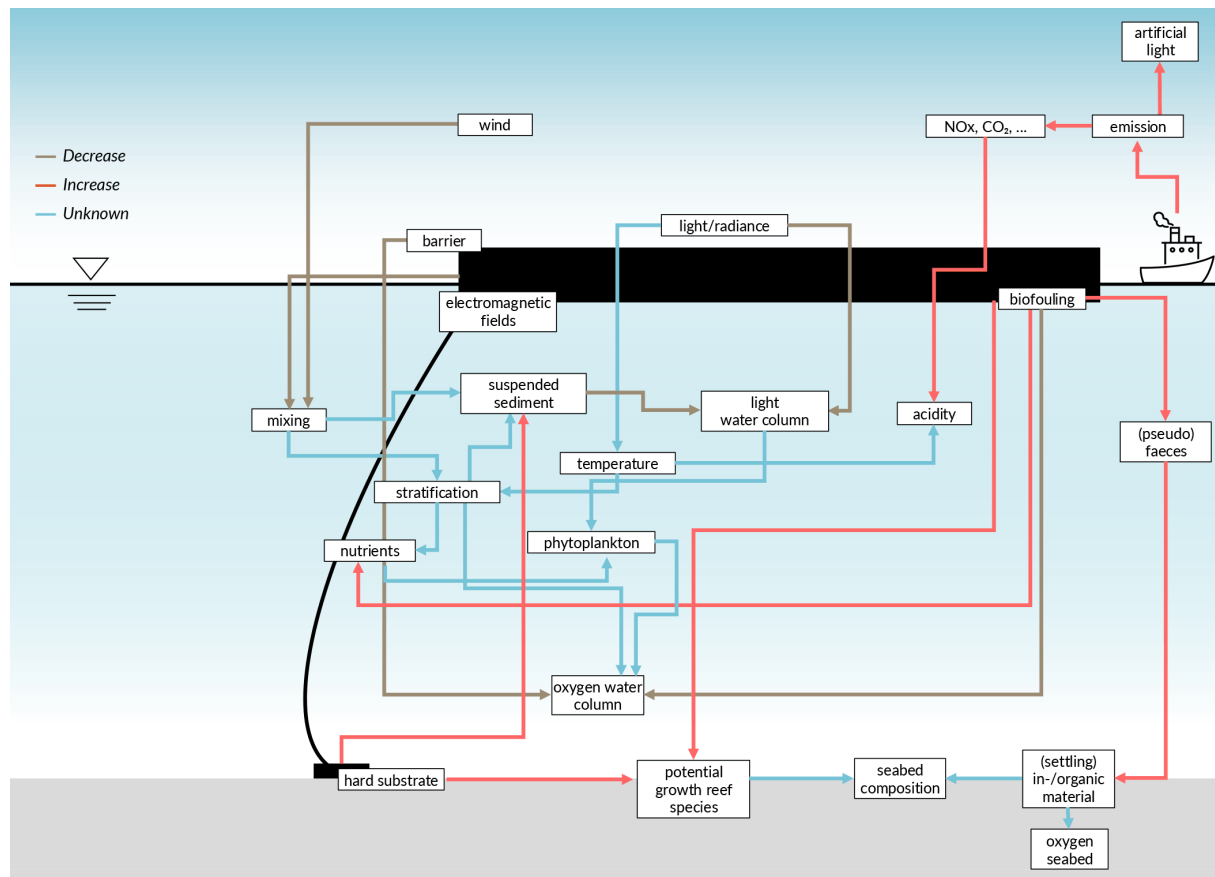 artificial
light
wind
NOx, CO₂, ...
emission
Decrease
Increase
Unknown
light/radiance
barrier
electromagnetic
fields
biofouling
suspended
sediment
light
water column
mixing
acidity
(pseudo)
faeces
temperature
stratification
phytoplankton
nutrients
oxygen water
column
hard substrate
potential
growth reef
species
seabed
composition
(settling)
in-/organic
material
oxygen
seabed